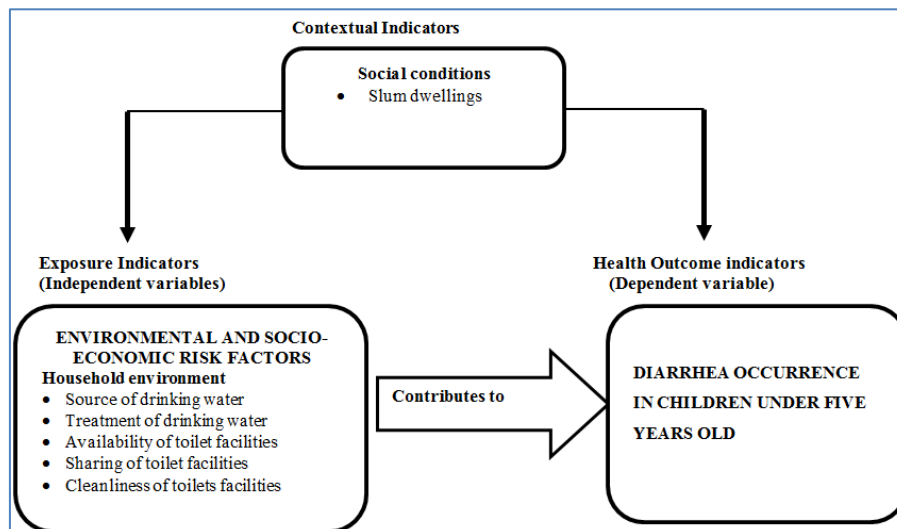 Contextual Indicators
Social conditions
• Slum dwellings
Exposure Indicators
(Independent variables)
Health Outcome indicators
(Dependent variable)
ENVIRONMENTAL AND SOCIO-
ECONOMIC RISK FACTORS
Household environment
• Source of drinking water
• Treatment of drinking water
• Availability of toilet facilities
• Sharing of toilet facilities
• Cleanliness of toilets facilities
Contributes to
DIARRHEA OCCURRENCE
IN CHILDREN UNDER FIVE
YEARS OLD